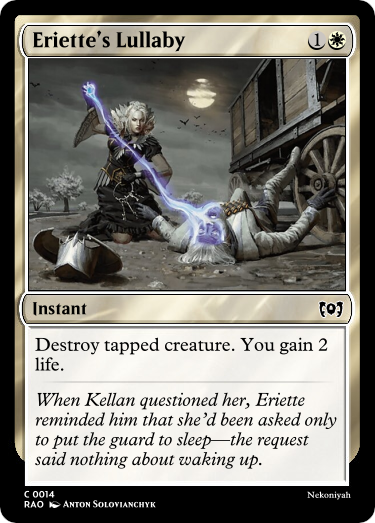 Eriette's Lullaby 1
Instant
Destroy tapped creature. You gain 2
life.
When Kellan questioned her, Eriette
reminded him that she'd been asked only
to put the guard to sleep—the request
said nothing about waking up.
C 0014
RAO Anton Solovianchyk
Nekoniyah